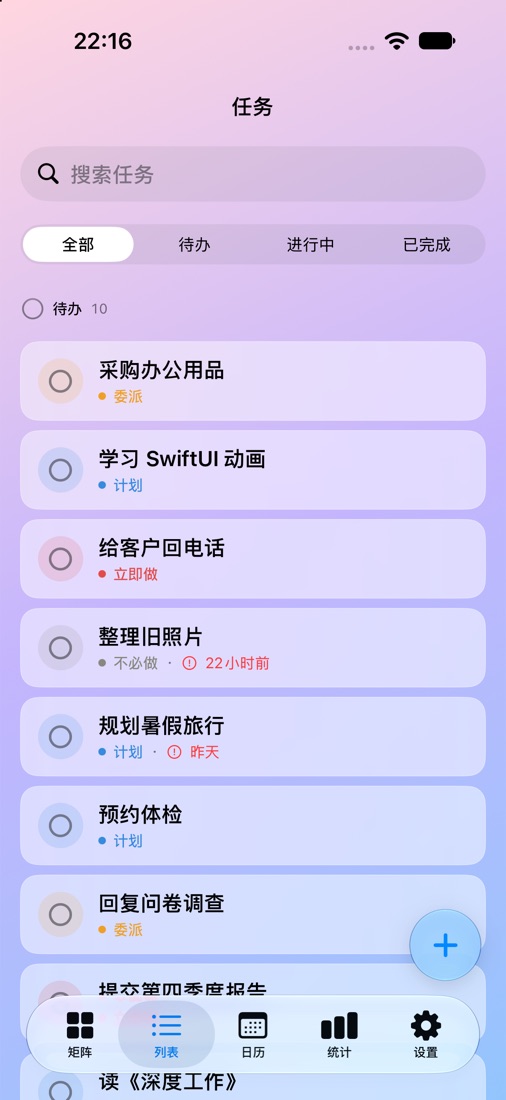 22:16
任务
搜索任务
全部 待办 进行中 已完成
待办 10
采购办公用品
委派
学习 SwiftUI 动画
计划
给客户回电话
立即做
整理旧照片
不必做 · 22小时前
规划暑假旅行
计划 · 昨天
预约体检
计划
回复问卷调查
委派
提交第四季度报告
矩阵 列表 日历 统计 设置
读《深度工作》